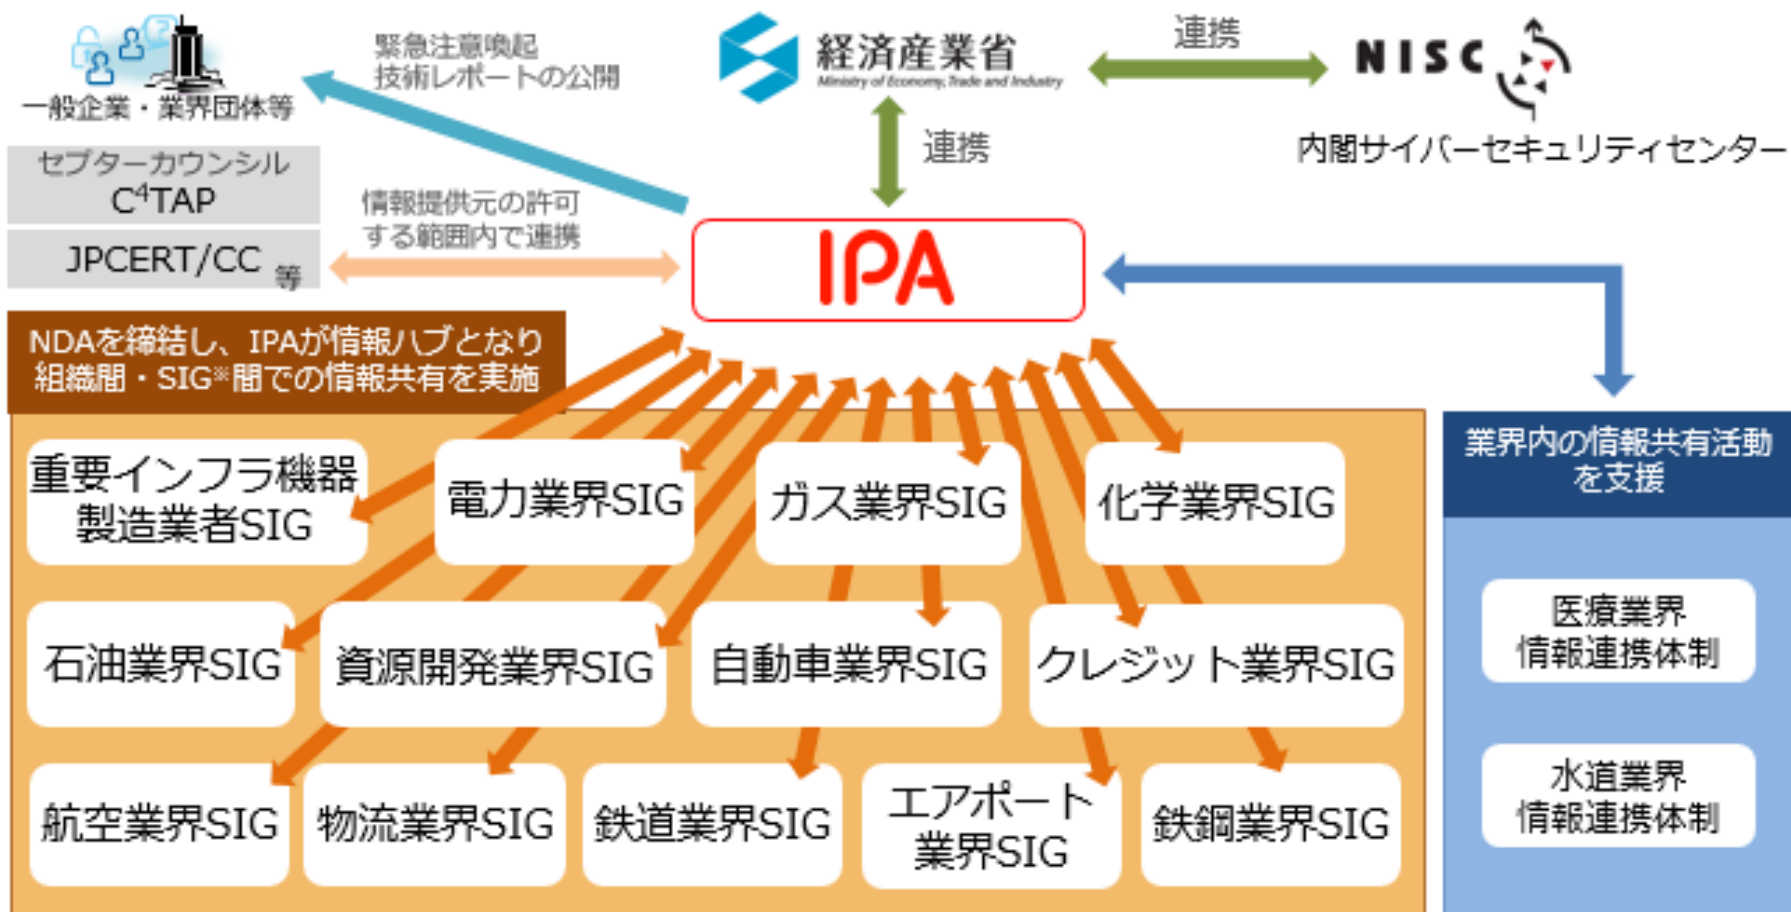 緊急注意喚起
技術レポートの公開
一般企業・業界団体等
経済産業省
Ministry of Economy, Trade and Industry
連携
NISC
内閣サイバーセキュリティセンター
連携
セプターカウンシル
C⁴TAP
JPCERT/CC 等
情報提供元の許可
する範囲内で連携
IPA
NDAを締結し、IPAが情報ハブとなり
組織間・SIG※間での情報共有を実施
重要インフラ機器
製造業者SIG
電力業界SIG
ガス業界SIG
化学業界SIG
石油業界SIG
資源開発業界SIG
自動車業界SIG
クレジット業界SIG
航空業界SIG
物流業界SIG
鉄道業界SIG
エアポート
業界SIG
鉄鋼業界SIG
業界内の情報共有活動
を支援
医療業界
情報連携体制
水道業界
情報連携体制